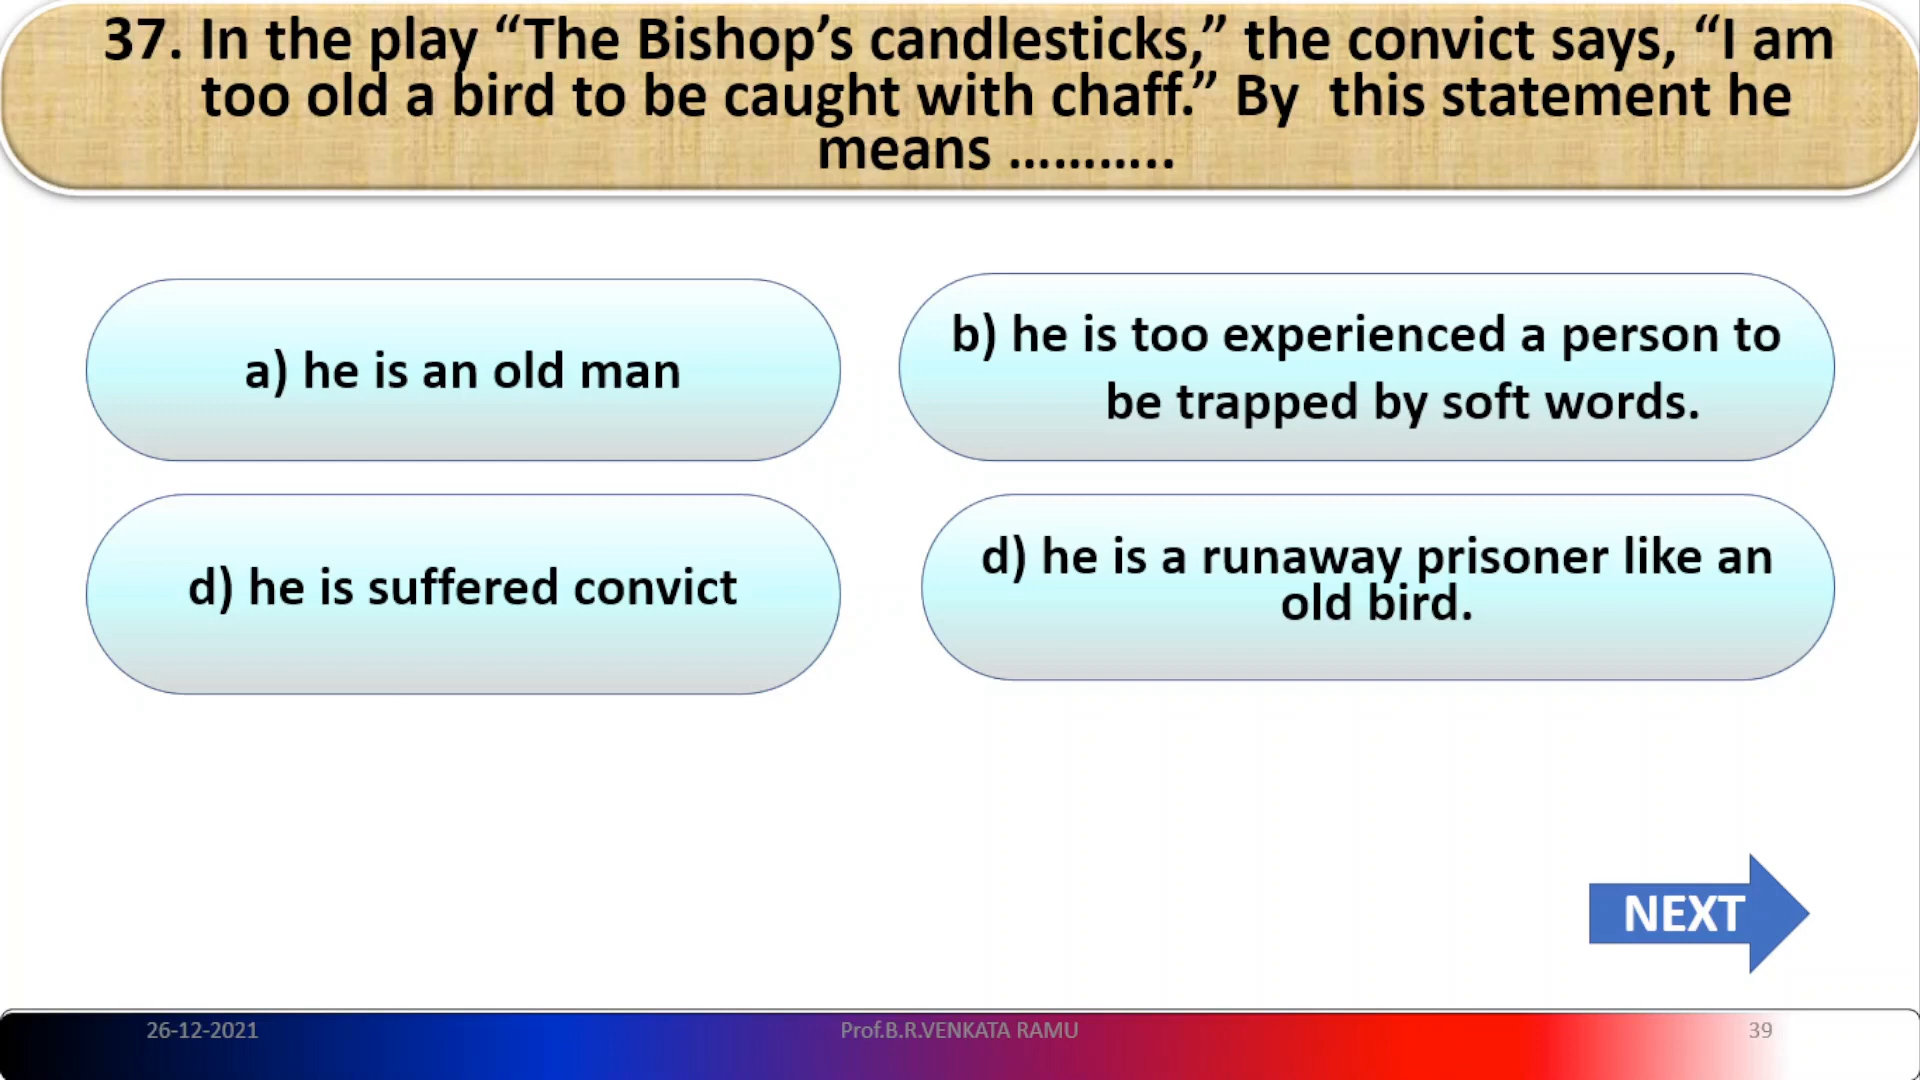 37. In the play “The Bishop’s candlesticks,” the convict says, “I am
too old a bird to be caught with chaff.” By this statement he
means ………..
a) he is an old man
b) he is too experienced a person to
be trapped by soft words.
d) he is suffered convict
d) he is a runaway prisoner like an
old bird.
NEXT
26-12-2021
Prof.B.R.VENKATA RAMU
39